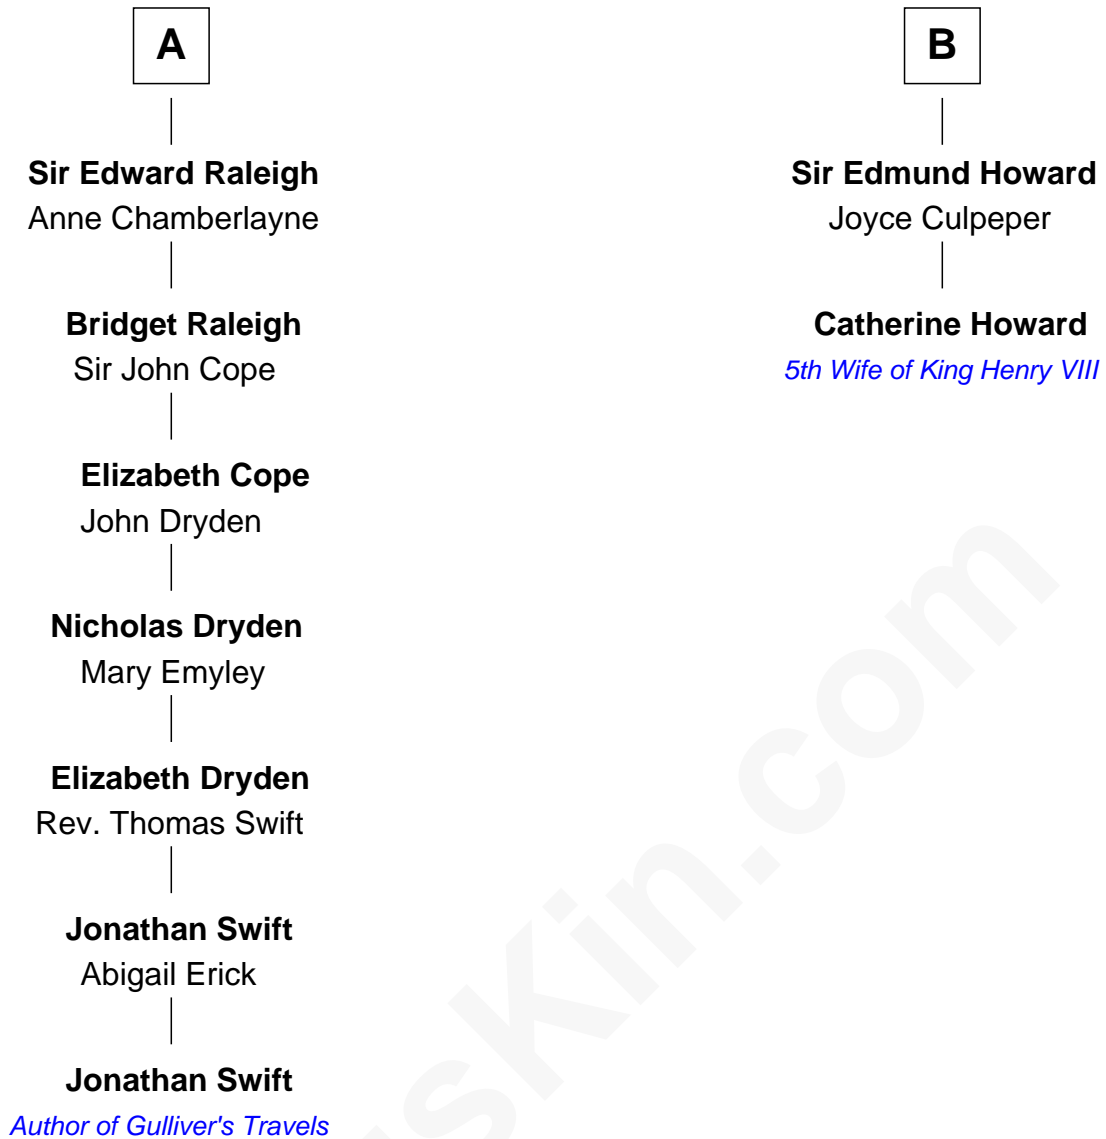 A
Sir Edward Raleigh
Anne Chamberlayne
Bridget Raleigh
Sir John Cope
Elizabeth Cope
John Dryden
Nicholas Dryden
Mary Emyley
Elizabeth Dryden
Rev. Thomas Swift
Jonathan Swift
Abigail Erick
Jonathan Swift
Author of Gulliver's Travels
B
Sir Edmund Howard
Joyce Culpeper
Catherine Howard
5th Wife of King Henry VIII
sKin.com